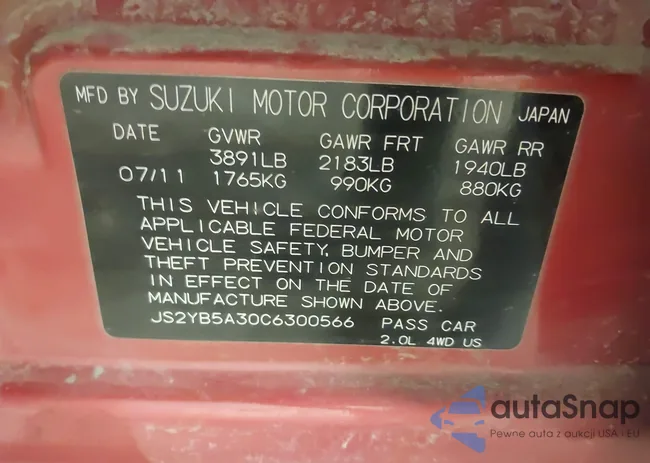 MFD BY SUZUKI MOTOR CORPORATION JAPAN
DATE GVWR GAWR FRT GAWR RR
3891LB 2183LB 1940LB
07/11 1765KG 990KG 880KG
THIS VEHICLE CONFORMS TO ALL
APPLICABLE FEDERAL MOTOR
VEHICLE SAFETY, BUMPER AND
THEFT PREVENTION STANDARDS
IN EFFECT ON THE DATE OF
MANUFACTURE SHOWN ABOVE.
JS2YB5A30C6300566 PASS CAR
2.0L 4WD US
autaSnap
Pewne auta z aukcji USA - EU